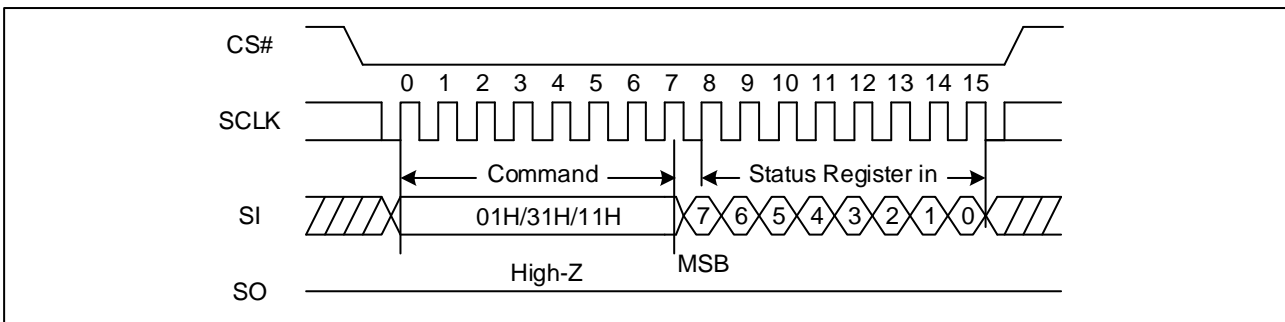 CS#
0 1 2 3 4 5 6 7 8 9 10 11 12 13 14 15
SCLK
Command Status Register in
SI 01H/31H/11H 7 6 5 4 3 2 1 0
High-Z MSB
SO